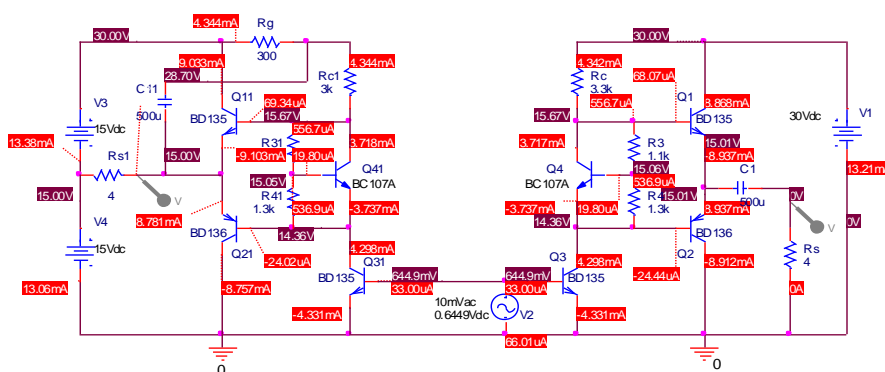 4.344mA
30.00V
Rg
300
9.033mA
28.70V
C11
500u
Rc1
3k
4.344mA
V3
15Vdc
Q11
BD135
69.34uA
15.67V
556.7uA
R31
3.718mA
13.38mA
Rs1
4
15.00V
15.00V
V
-9.103mA
19.80uA
Q41
BC107A
15.05V
R41
1.3k
536.9uA
-3.737mA
V4
15Vdc
8.781mA
BD136
Q21
14.36V
-24.02uA
4.298mA
Q31
BD135
13.06mA
-8.757mA
-4.331mA
0
644.9mV
33.00uA
10mVac
0.6449Vdc
V2
66.01uA
644.9mV
33.00uA
Q3
BD135
4.298mA
-4.331mA
4.342mA
30.00V
Rc
3.3k
68.07uA
15.67V
556.7uA
Q1
BD135
8.868mA
3.717mA
R3
1.1k
15.01V
-8.937mA
Q4
BC107A
15.06V
536.9uA
15.01V
R4
1.3k
-3.737mA
19.80uA
14.36V
C1
500u
8.937mA
BD136
Q2
-24.44uA
-8.912mA
0V
V
Rs
4
0A
30Vdc
V1
13.21mA
0V
0